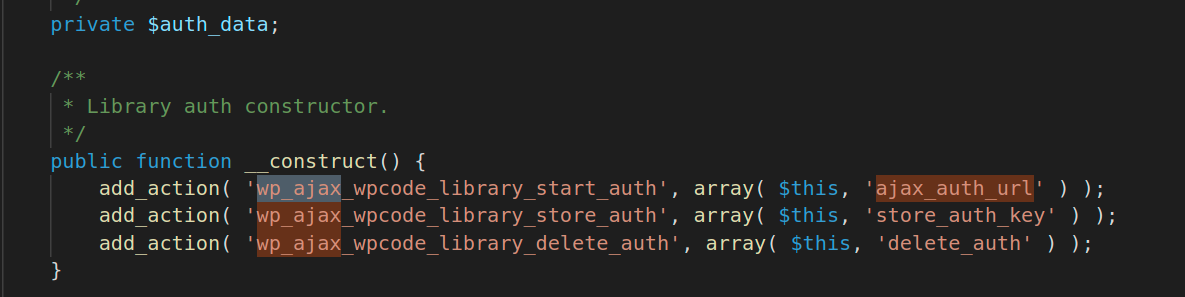 */
private $auth_data;
/**
* Library auth constructor.
*/
public function __construct() {
add_action( 'wp_ajax_wpcode_library_start_auth', array( $this, 'ajax_auth_url' ) );
add_action( 'wp_ajax_wpcode_library_store_auth', array( $this, 'store_auth_key' ) );
add_action( 'wp_ajax_wpcode_library_delete_auth', array( $this, 'delete_auth' ) );
}